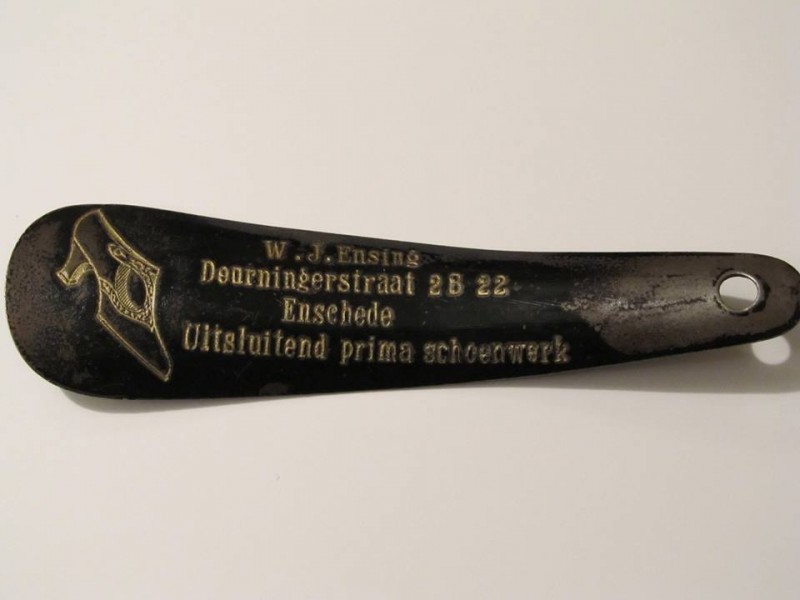 W. J. Ensing
Deurningerstraat 2B 22
Enschede
Uitsluitend prima schoenwerk